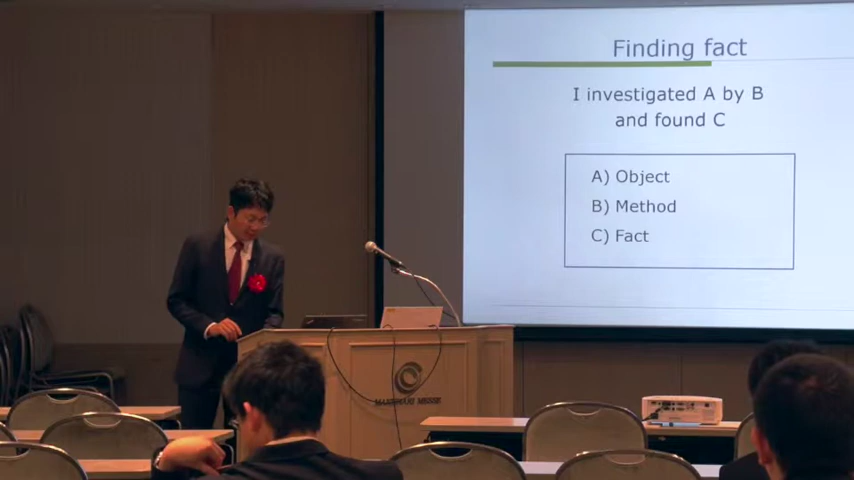 Finding fact
I investigated A by B
and found C
A) Object
B) Method
C) Fact